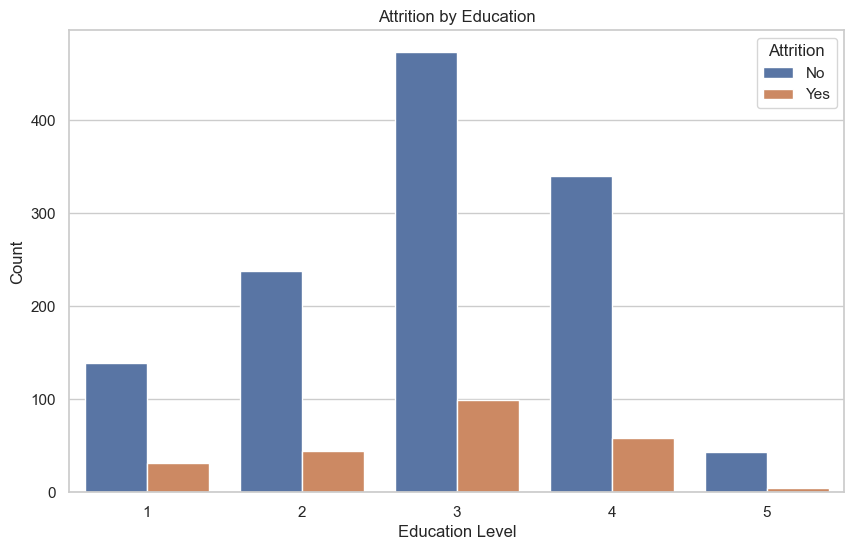 Attrition by Education
Attrition
No
Yes
400
300
200
100
0
Count
1 2 3 4 5
Education Level